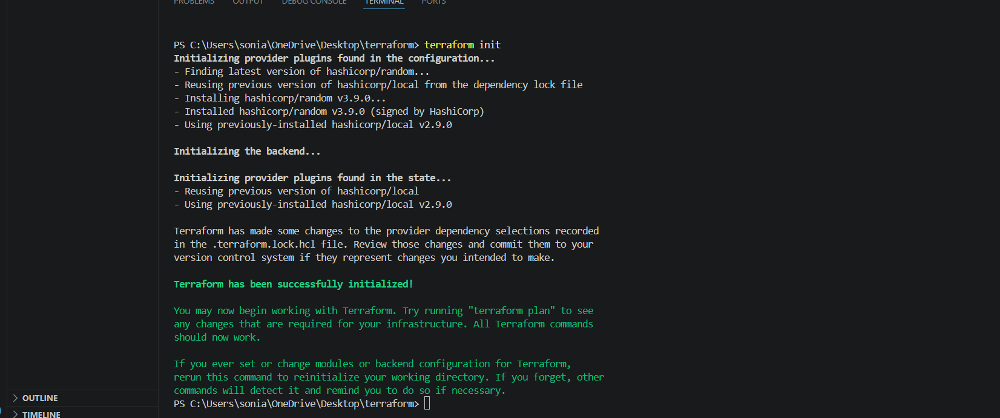 PROBLEMS OUTPUT DEBUG CONSOLE TERMINAL PORTS
PS C:\Users\sonia\OneDrive\Desktop\terraform> terraform init
Initializing provider plugins found in the configuration...
- Finding latest version of hashicorp/random...
- Reusing previous version of hashicorp/local from the dependency lock file
- Installing hashicorp/random v3.9.0...
- Installed hashicorp/random v3.9.0 (signed by HashiCorp)
- Using previously-installed hashicorp/local v2.9.0
Initializing the backend...
Initializing provider plugins found in the state...
- Reusing previous version of hashicorp/local
- Using previously-installed hashicorp/local v2.9.0
Terraform has made some changes to the provider dependency selections recorded
in the .terraform.lock.hcl file. Review those changes and commit them to your
version control system if they represent changes you intended to make.
Terraform has been successfully initialized!
You may now begin working with Terraform. Try running "terraform plan" to see
any changes that are required for your infrastructure. All Terraform commands
should now work.
If you ever set or change modules or backend configuration for Terraform,
rerun this command to reinitialize your working directory. If you forget, other
commands will detect it and remind you to do so if necessary.
PS C:\Users\sonia\OneDrive\Desktop\terraform>
OUTLINE
TIMELINE